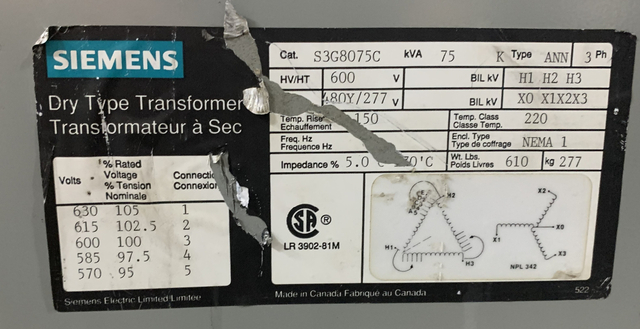 SIEMENS
Dry Type Transformer
Transformateur à Sec
Volts % Rated Voltage % Tension Nominale
630 105 1
615 102.5 2
600 100 3
585 97.5 4
570 95 5
Siemens Electric Limited/Limitée
Cat. S3G8075C kVA 75 K Type ANN 3 Ph
HV/HT 600 V BIL kV H1 H2 H3
480Y/277 V BIL kV X0 X1X2X3
Temp. Rise Echauffement 150 Temp. Class Classe Temp. 220
Freq. Hz Frequence Hz Encl. Type Type de coffrage NEMA 1
Impedance % 5.0 Wt. Lbs. Poids Livres 610 kg 277
CSA ®
LR 3902-81M
H2
H1
H3
X2
X1
X0
X3
NPL 342
Made in Canada Fabriqué au Canada
522